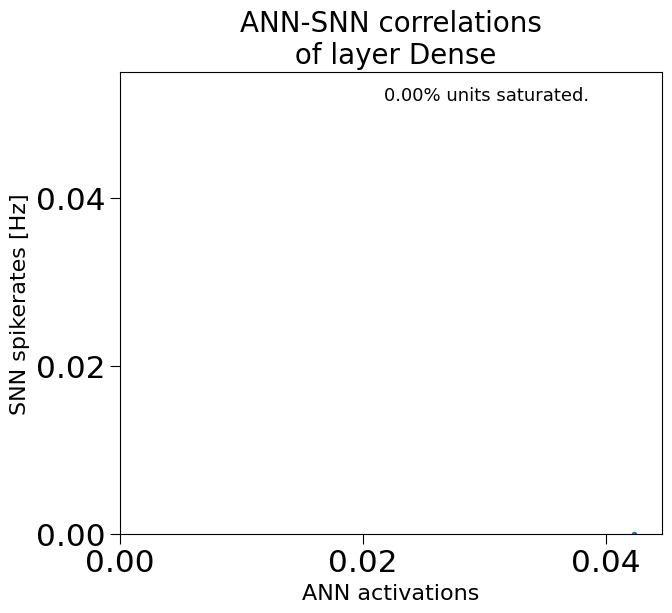 ANN-SNN correlations
of layer Dense
0.00% units saturated.
SNN spikerates [Hz]
0.04
0.02
0.00
0.00
0.02
0.04
ANN activations